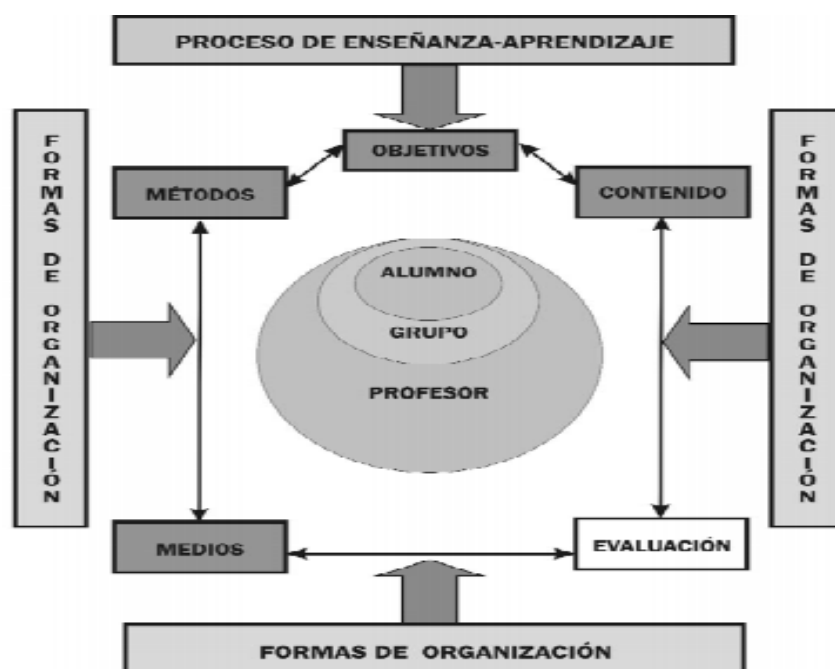 PROCESO DE ENSEÑANZA-APRENDIZAJE
OBJETIVOS
MÉTODOS
CONTENIDO
FORMAS DE ORGANIZACIÓN
ALUMNO
GRUPO
PROFESOR
FORMAS DE ORGANIZACIÓN
MEDIOS
EVALUACIÓN
FORMAS DE ORGANIZACIÓN